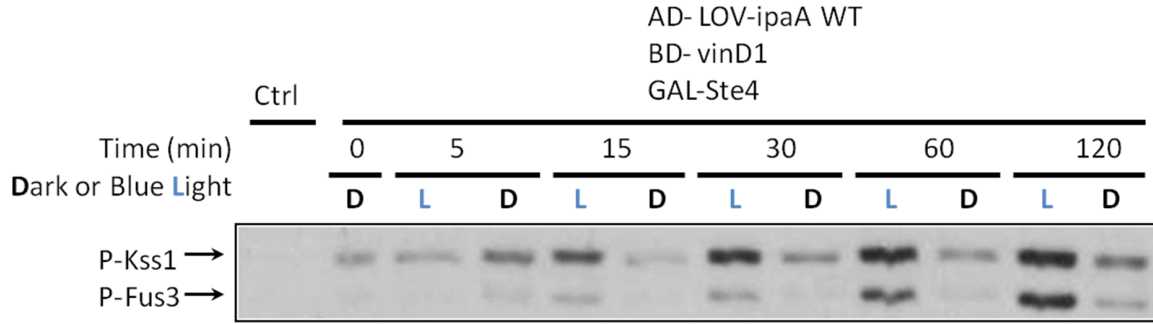 AD- LOV-ipaA WT
BD- vinD1
GAL-Ste4
Ctrl
Time (min) 0 5 15 30 60 120
Dark or Blue Light D L D L D L D L D L D
P-Kss1
P-Fus3